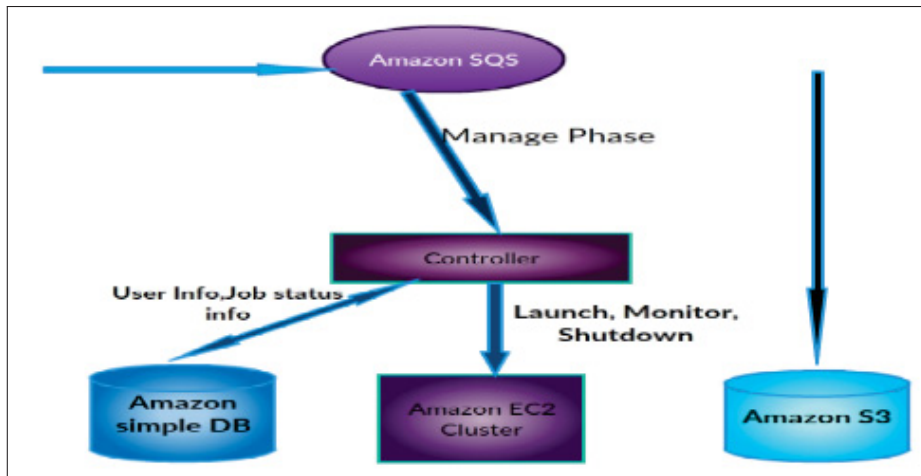 Amazon SQS
Manage Phase
Controller
User Info,Job status
info
Launch, Monitor,
Shutdown
Amazon
simple DB
Amazon EC2
Cluster
Amazon S3